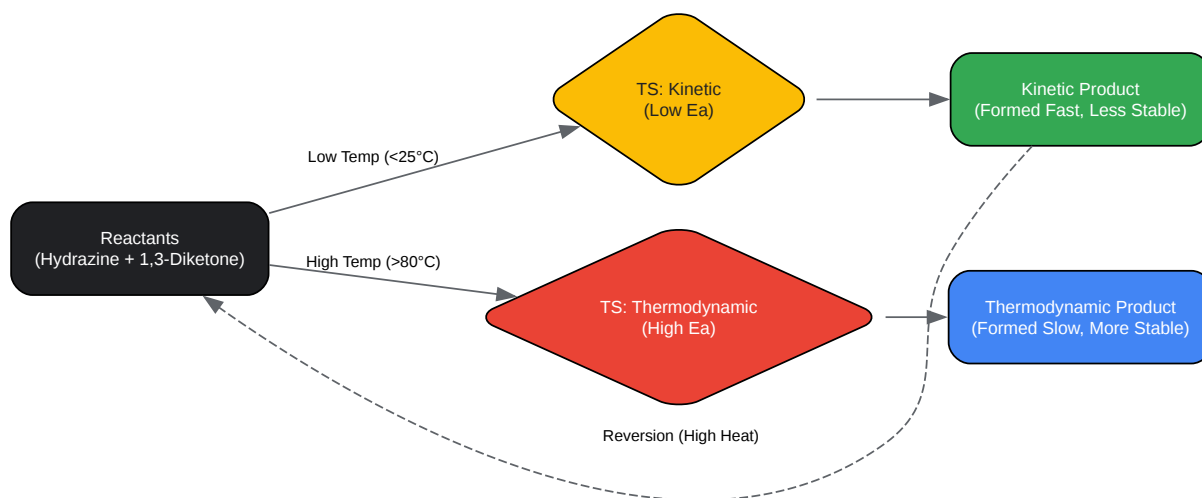 TS: Kinetic
(Low Ea)
Kinetic Product
(Formed Fast, Less Stable)
Low Temp (<25°C)
Reactants
(Hydrazine + 1,3-Diketone)
High Temp (>80°C)
TS: Thermodynamic
(High Ea)
Thermodynamic Product
(Formed Slow, More Stable)
Reversion (High Heat)